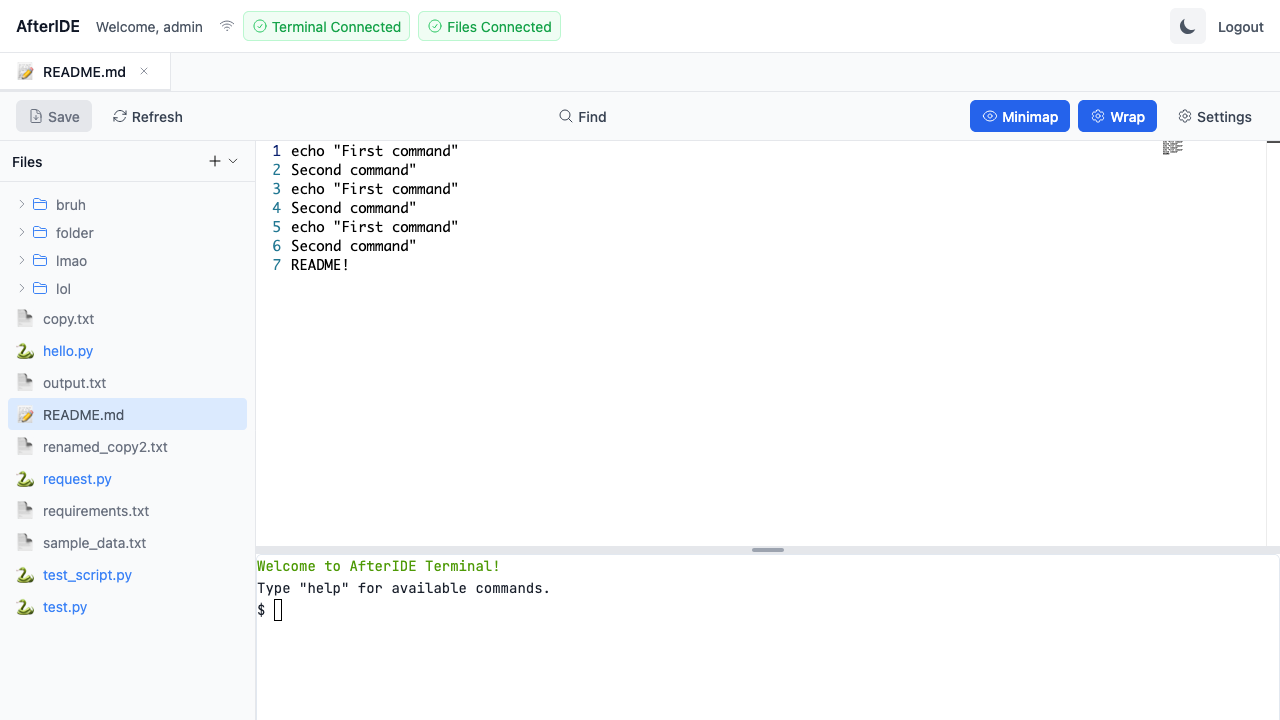 AfterIDE Welcome, admin Terminal Connected Files Connected Logout
README.md
Save Refresh Find Minimap Wrap Settings
Files
bruh
folder
lmao
lol
copy.txt
hello.py
output.txt
README.md
renamed_copy2.txt
request.py
requirements.txt
sample_data.txt
test_script.py
test.py
1 echo "First command"
2 Second command"
3 echo "First command"
4 Second command"
5 echo "First command"
6 Second command"
7 README!
Welcome to AfterIDE Terminal!
Type "help" for available commands.
$